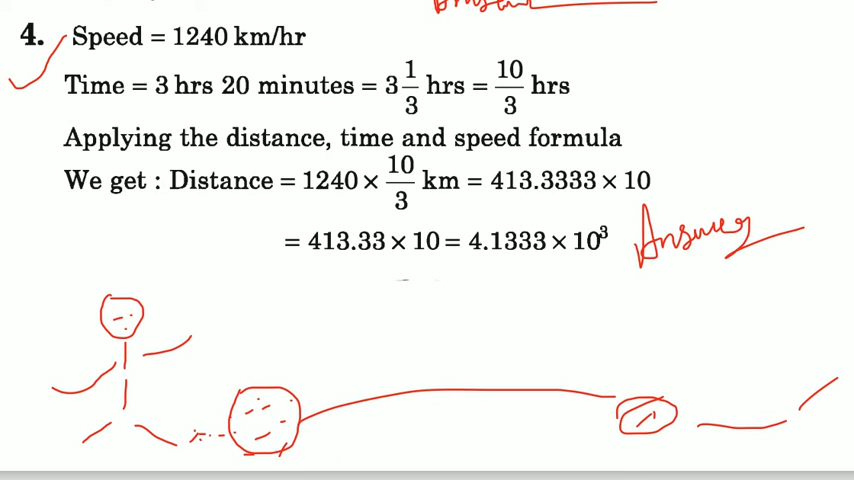 4. Speed = 1240 km/hr
Time = 3 hrs 20 minutes = 3 1/3 hrs = 10/3 hrs
Applying the distance, time and speed formula
We get : Distance = 1240 × 10/3 km = 413.3333 × 10
= 413.33 × 10 = 4.1333 × 10³ Answer